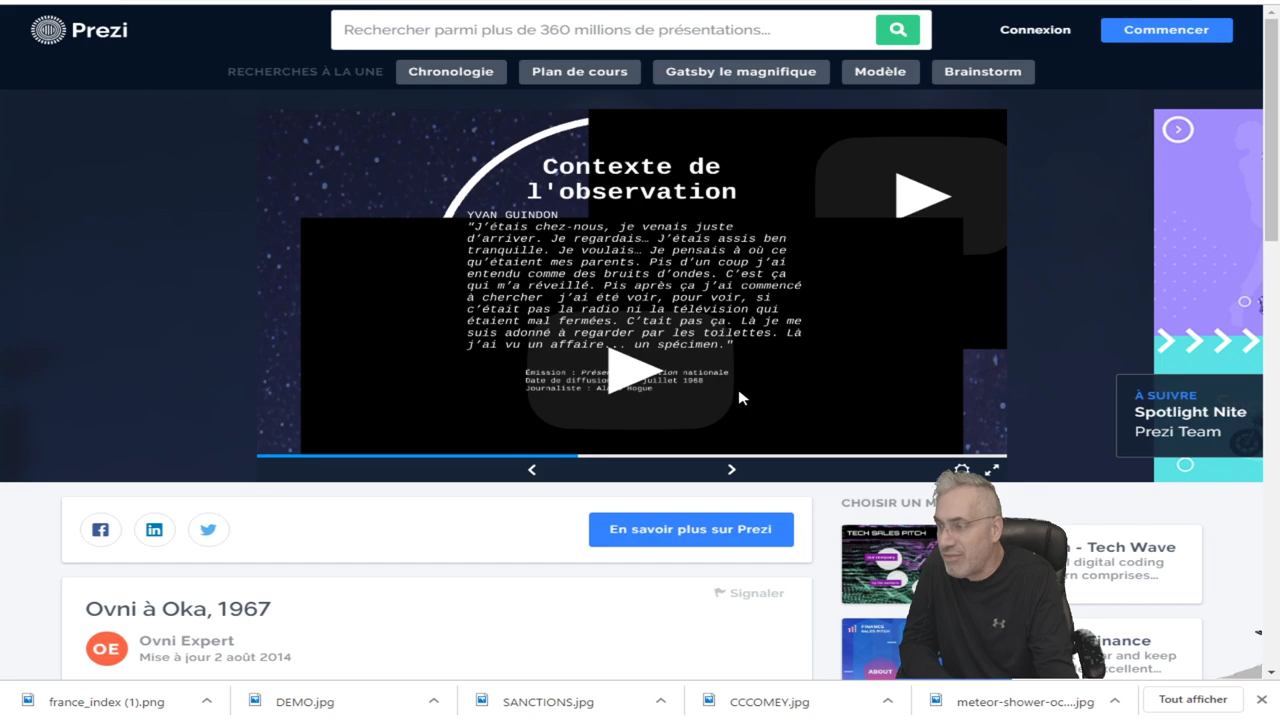 Prezi
Rechercher parmi plus de 360 millions de présentations...
Connexion
Commencer
RECHERCHES À LA UNE
Chronologie
Plan de cours
Gatsby le magnifique
Modèle
Brainstorm
Contexte de
l'observation
YVAN GUINDON
"J'étais chez-nous, je venais juste
d'arriver. Je regardais… J'étais assis ben
tranquille. Je voulais… Je pensais à où ce
qu'étaient mes parents. Pis d'un coup j'ai
entendu comme des bruits d'ondes. C'est ça
qui m'a réveillé. Pis après ça j'ai commencé
à chercher j'ai été voir, pour voir, si
c'était pas la radio ni la télévision qui
étaient mal fermées. C'tait pas ça. Là je me
suis adonné à regarder par les toilettes. Là
j'ai vu un affaire... un spécimen."
Émission : nationale
Date de diffusion juillet 1968
Journaliste : Hogue
À SUIVRE
Spotlight Nite
Prezi Team
En savoir plus sur Prezi
CHOISIR UN
TECH SALES PITCH
- Tech Wave
digital coding
comprises...
Signaler
Ovni à Oka, 1967
OE
Ovni Expert
Mise à jour 2 août 2014
FINANCE
SALES PITCH
ABOUT
inance
and keep
excellent...
france_index (1).png
DEMO.jpg
SANCTIONS.jpg
CCCOMEY.jpg
meteor-shower-oc....jpg
Tout afficher